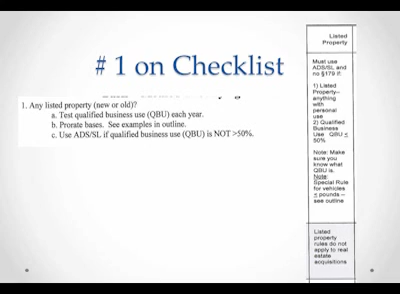 # 1 on Checklist
1. Any listed property (new or old)?
a. Test qualified business use (QBU) each year.
b. Prorate bases. See examples in outline.
c. Use ADS/SL if qualified business use (QBU) is NOT >50%.
Listed
Property
Must use
ADS/SL and
no §179 if:
1) Listed
Property--
anything
with
personal
use
2) Qualified
Business
Use QBU ≤
50%
Note: Make
sure you
know what
QBU is.
Note:
Special Rule
for vehicles
≤ pounds –
see outline
Listed
property
rules do not
apply to real
estate
acquisitions